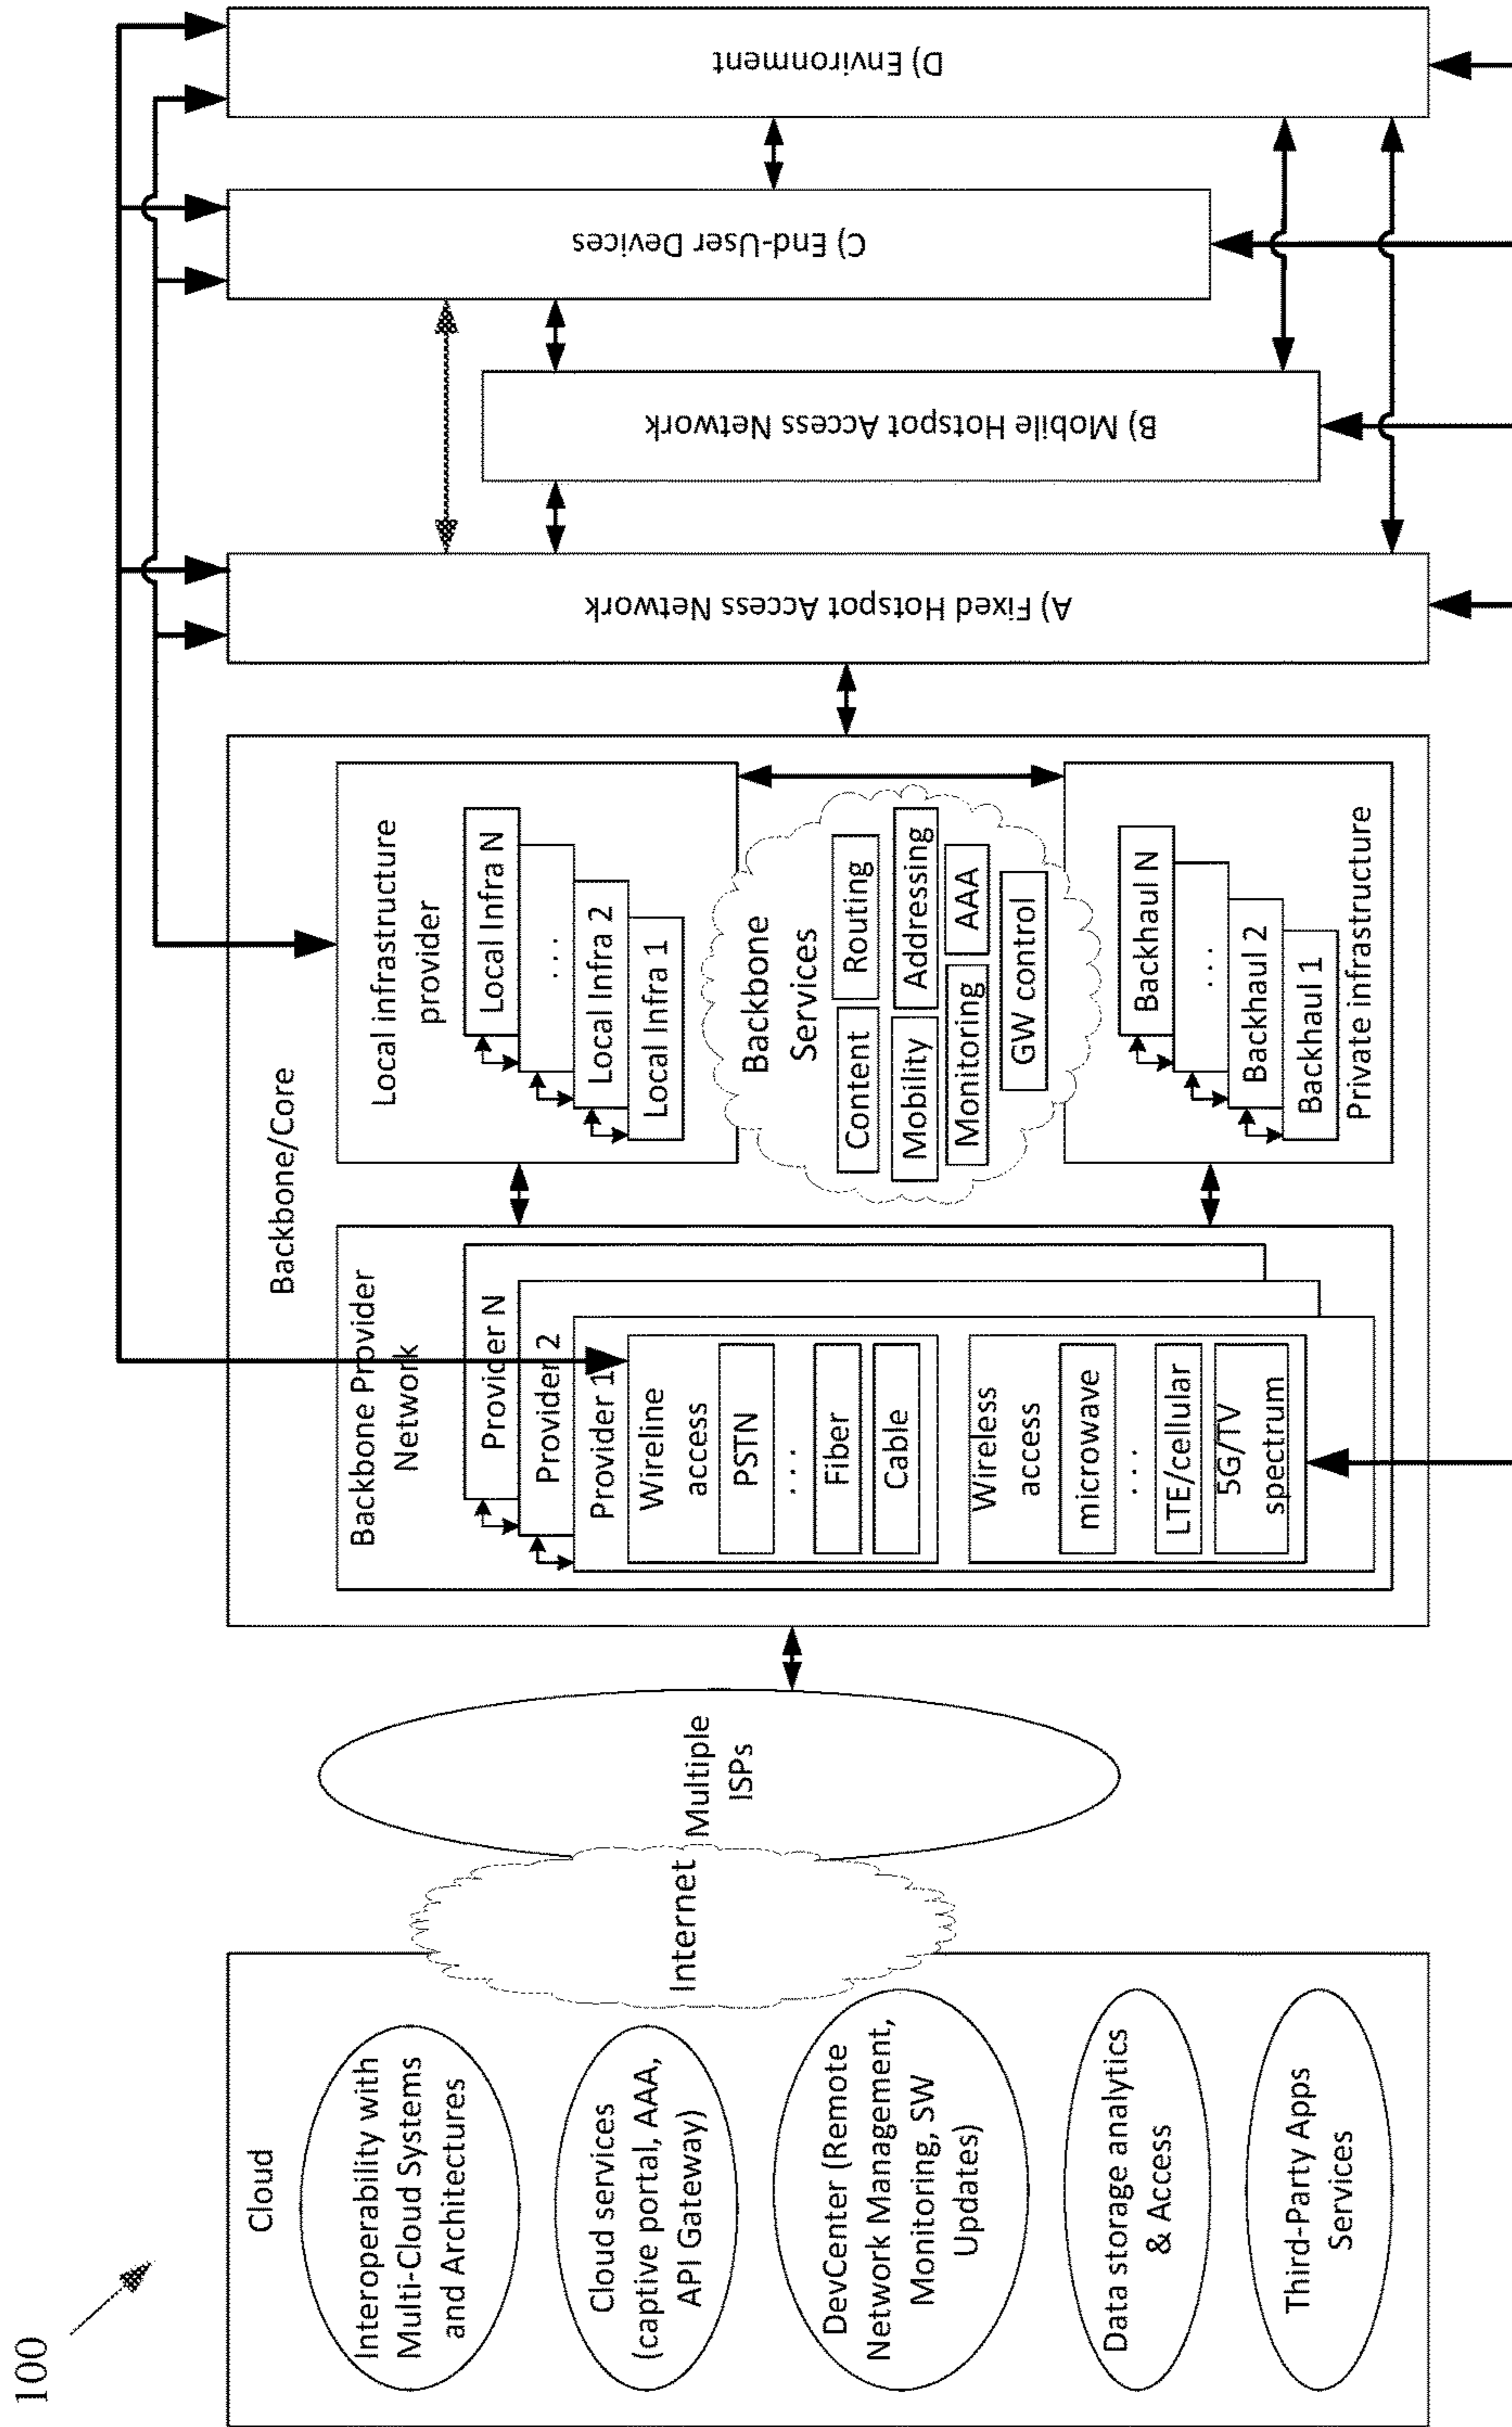 100
Cloud
Interoperability with
Multi-Cloud Systems
and Architectures
Cloud services
(captive portal, AAA,
API Gateway)
DevCenter (Remote
Network Management,
Monitoring, SW
Updates)
Data storage analytics
& Access
Third-Party Apps
Services
Internet
Multiple
ISPs
Backbone/Core
Backbone Provider
Network
Provider N
Provider 2
Provider 1
Wireline
access
PSTN
...
Fiber
Cable
Wireless
access
microwave
...
LTE/cellular
5G/TV
spectrum
Local infrastructure
provider
Local Infra N
...
Local Infra 2
Local Infra 1
Backbone
Services
Content
Routing
Mobility
Addressing
Monitoring
AAA
GW control
Backhaul N
...
Backhaul 2
Backhaul 1
Private infrastructure
A) Fixed Hotspot Access Network
B) Mobile Hotspot Access Network
C) End-User Devices
D) Environment